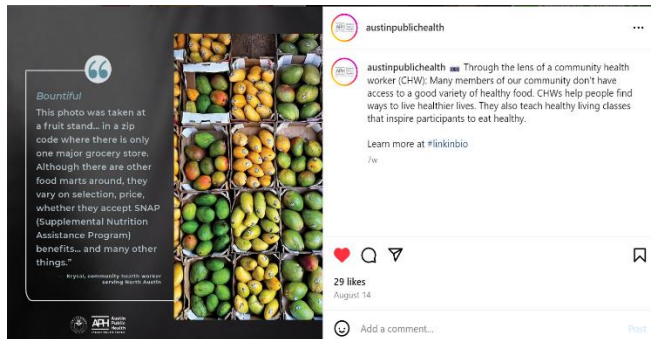 Bountiful
This photo was taken at
a fruit stand... in a zip
code where there is only
one major grocery store.
Although there are other
food marts around, they
vary on selection, price,
whether they accept SNAP
(Supplemental Nutrition
Assistance Program)
benefits... and many other
things.”
serving North Austin
APH
Austin
Public
Health
austinpublichealth
austinpublichealth 📷 Through the lens of a community health
worker (CHW): Many members of our community don't have
access to a good variety of healthy food. CHWs help people find
ways to live healthier lives. They also teach healthy living classes
that inspire participants to eat healthy.
Learn more at #linkinbio
7w
29 likes
August 14
Add a comment...
Post